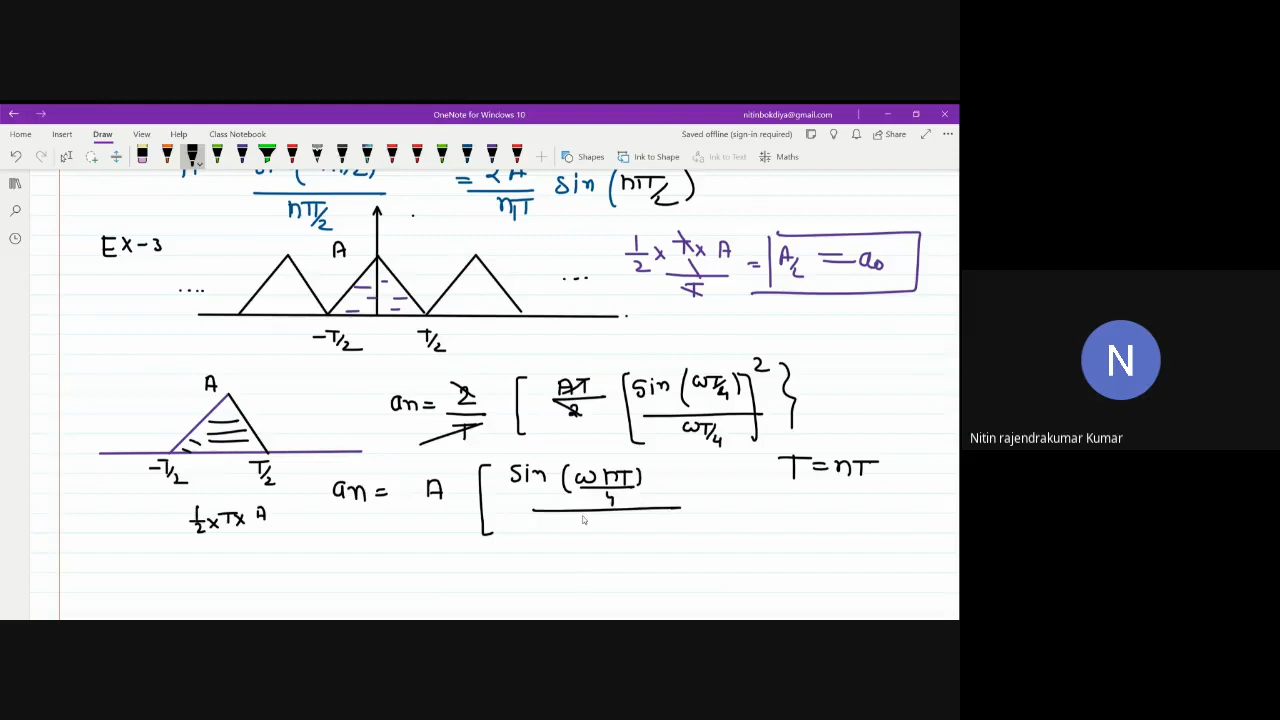 OneNote for Windows 10
nitinbokdiya@gmail.com
Home Insert Draw View Help Class Notebook
Saved offline (sign-in required) Share
Shapes Ink to Shape Ink to Text Maths
= 2A/nπ sin (nπ/2)
nπ/2
EX-3
A
1/2 x T x A / T = A/2 = a0
.... ...
-T/2 T/2
A
an = 2/T [ AT/2 [ sin (ωT/4) / ωT/4 ]2 }
-T/2 T/2
T = nT
an = A [ sin (ωnT/4)
1/2 x T x A
N
Nitin rajendrakumar Kumar